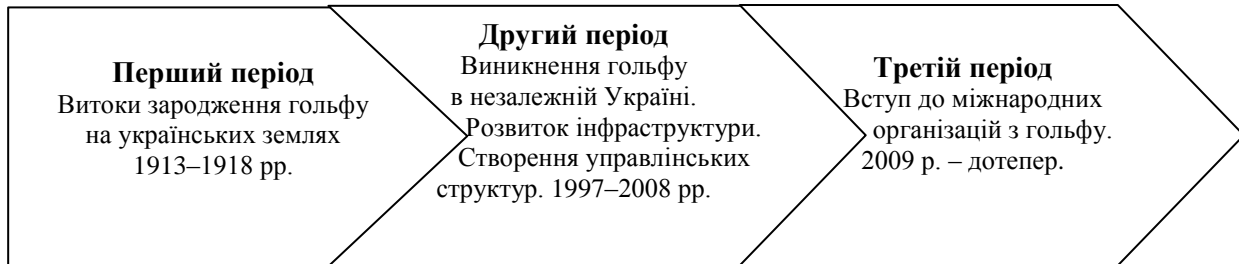 Перший період
Витоки зародження гольфу
на українських землях
1913–1918 рр.
Другий період
Виникнення гольфу
в незалежній Україні.
Розвиток інфраструктури.
Створення управлінських
структур. 1997–2008 рр.
Третій період
Вступ до міжнародних
організацій з гольфу.
2009 р. – дотепер.